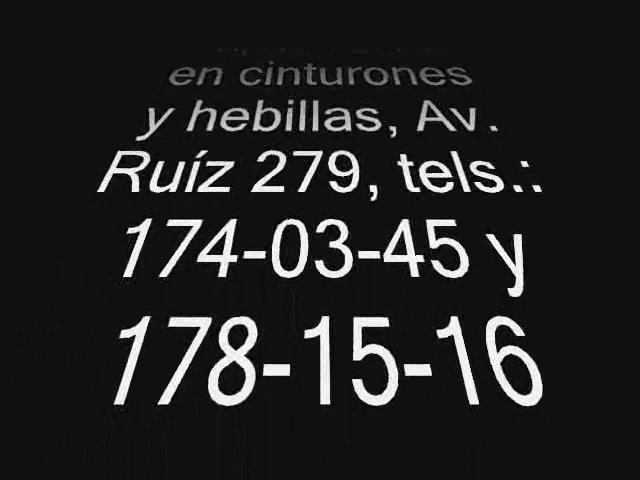 en cinturones
y hebillas, Av.
Ruíz 279, tels.:
174-03-45 y
178-15-16